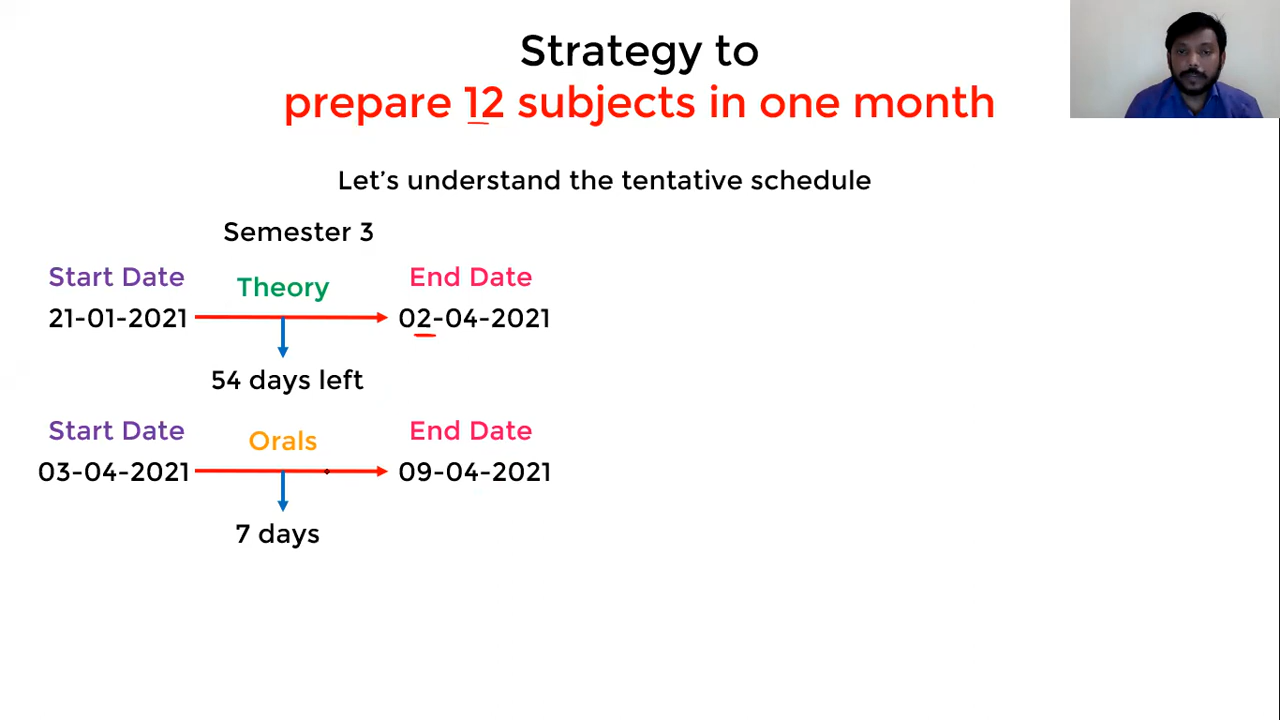 Strategy to
prepare 12 subjects in one month
Let's understand the tentative schedule
Semester 3
Start Date
Theory
End Date
21-01-2021
02-04-2021
54 days left
Start Date
Orals
End Date
03-04-2021
09-04-2021
7 days